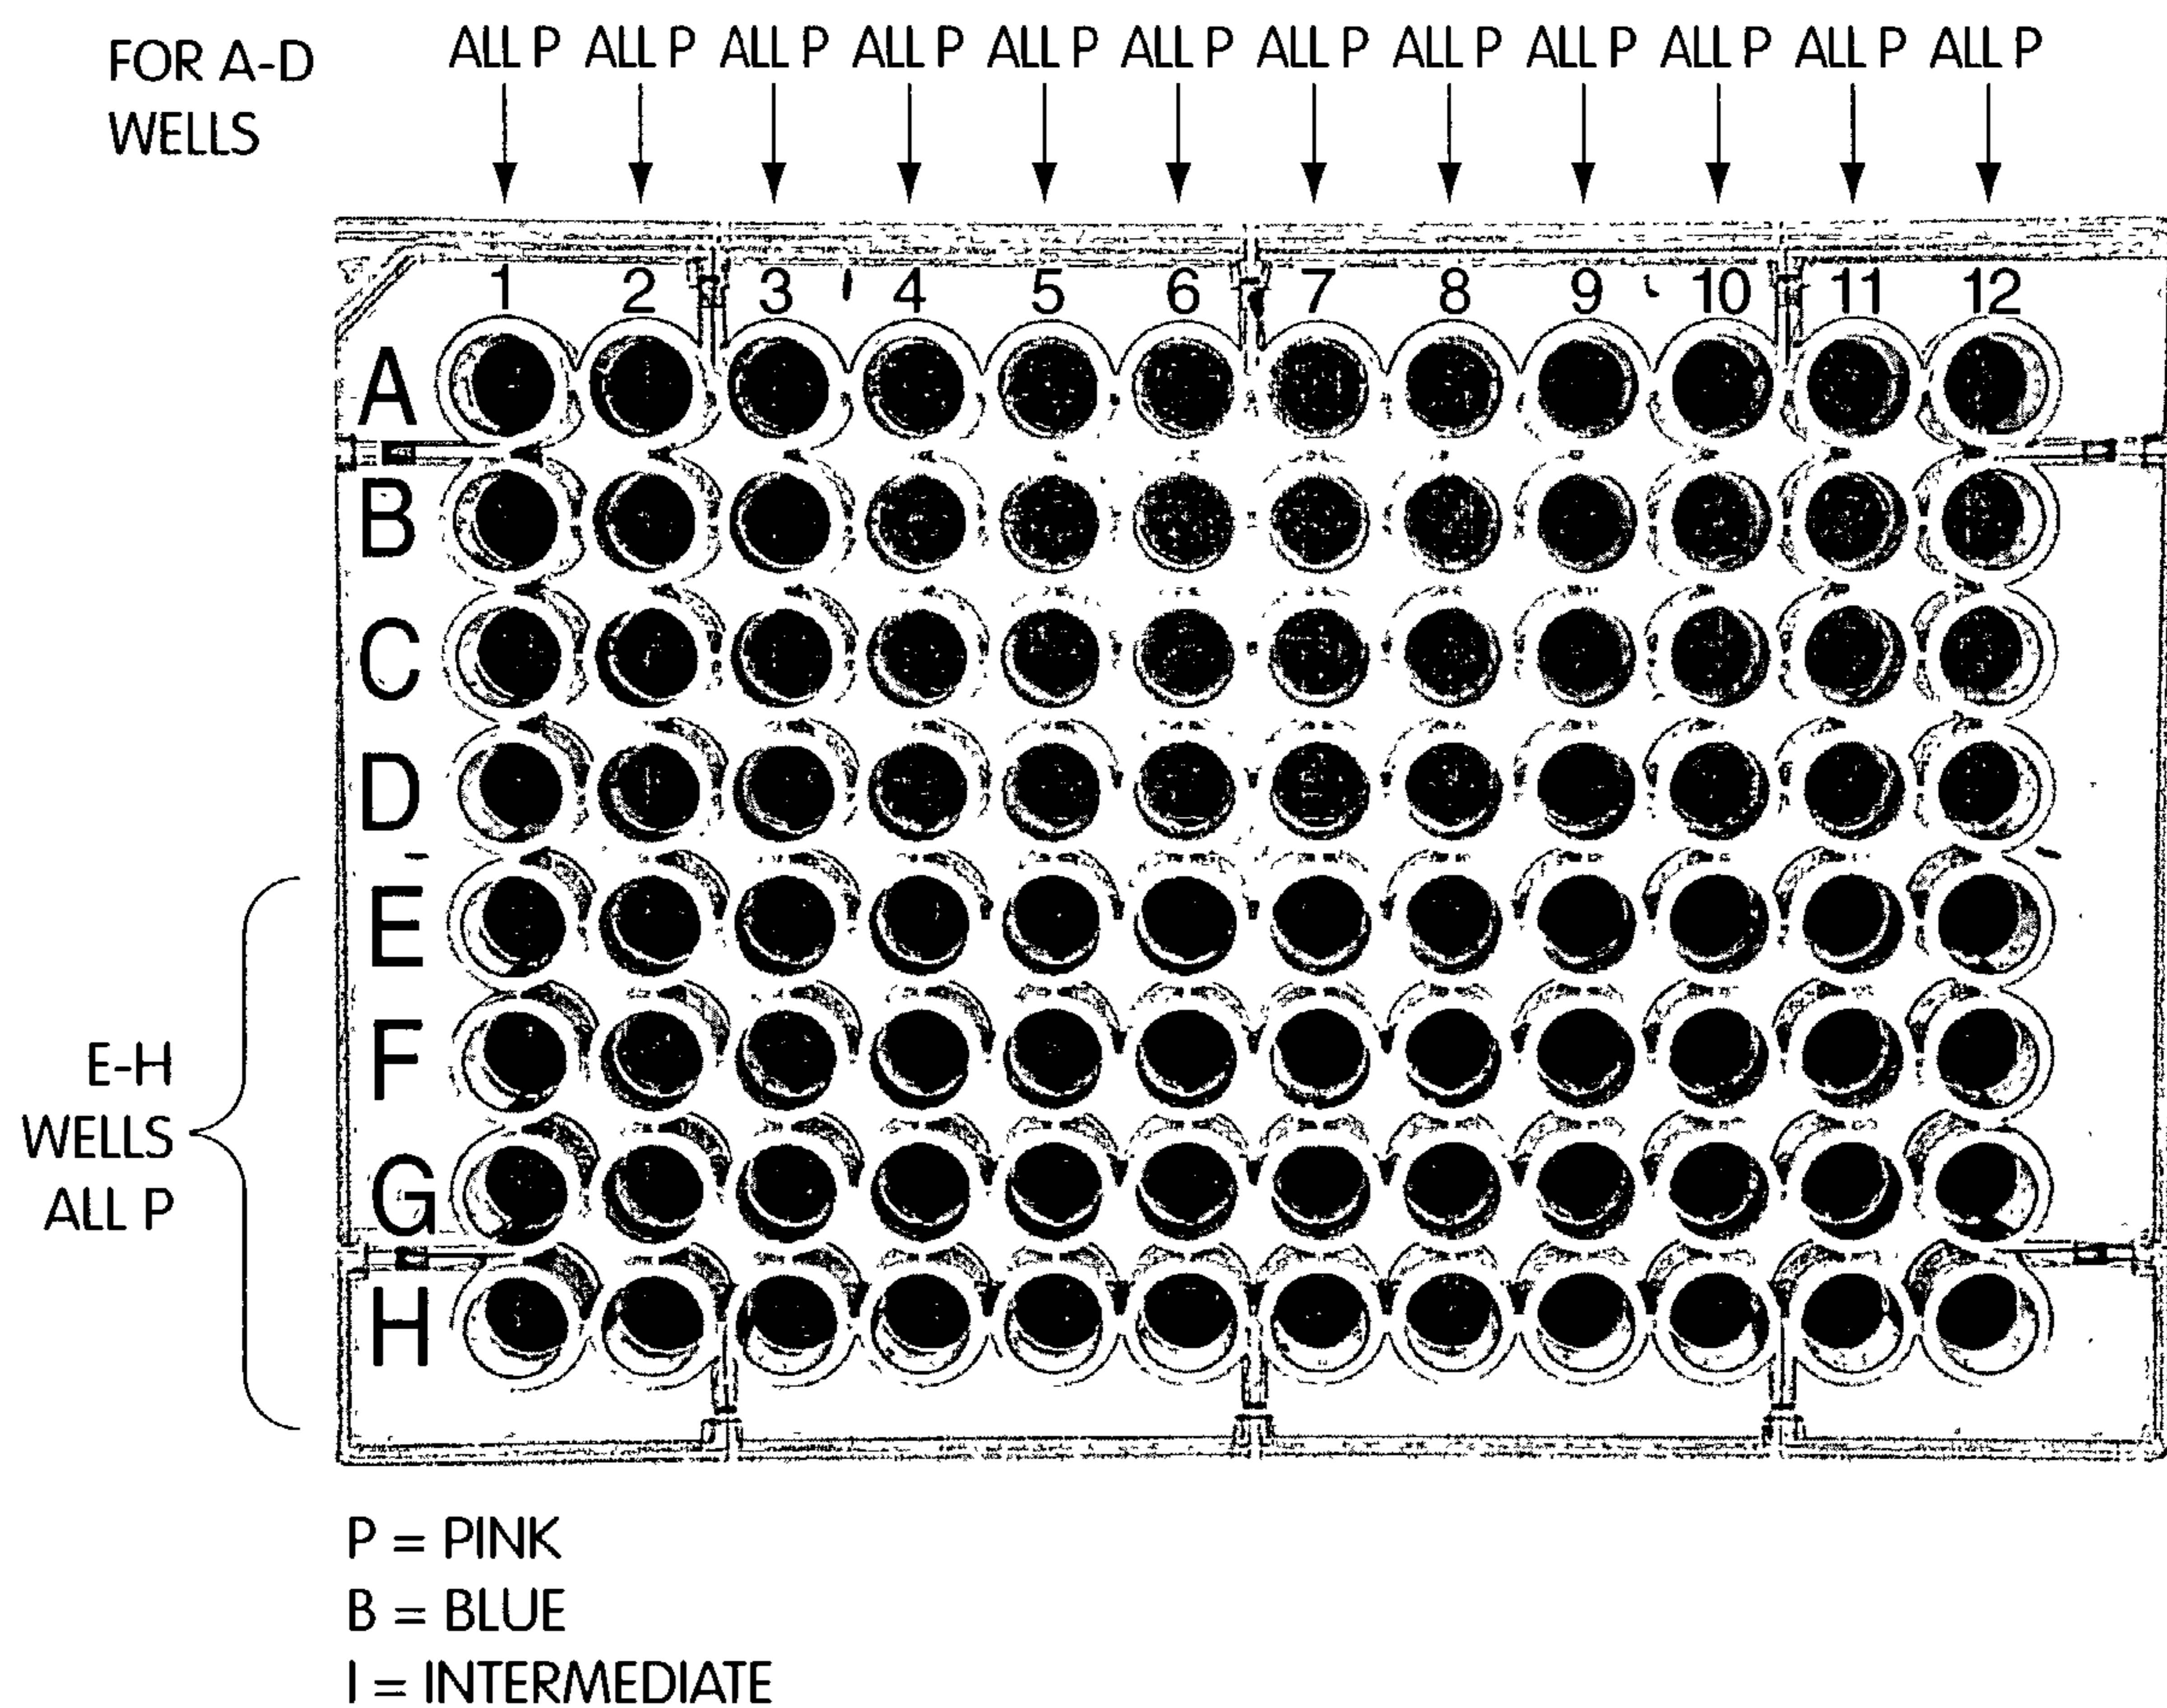 FOR A-D
WELLS
ALL P ALL P ALL P ALL P ALL P ALL P ALL P ALL P ALL P ALL P ALL P ALL P
1 2 3 4 5 6 7 8 9 10 11 12
A
B
C
D
E
F
G
H
E-H
WELLS
ALL P
P = PINK
B = BLUE
I = INTERMEDIATE